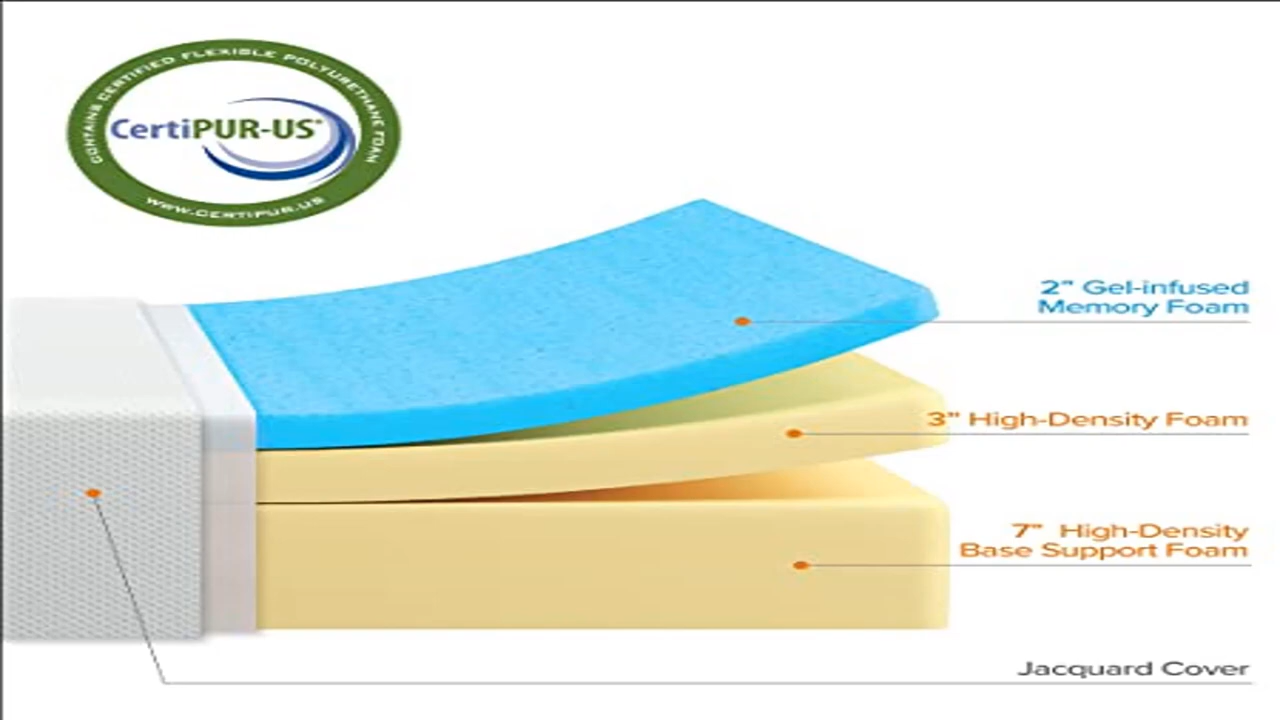 CONTAINS CERTIFIED FLEXIBLE POLYURETHANE FOAM
CertiPUR-US®
WWW.CERTIPUR.US
2" Gel-infused
Memory Foam
3" High-Density Foam
7" High-Density
Base Support Foam
Jacquard Cover